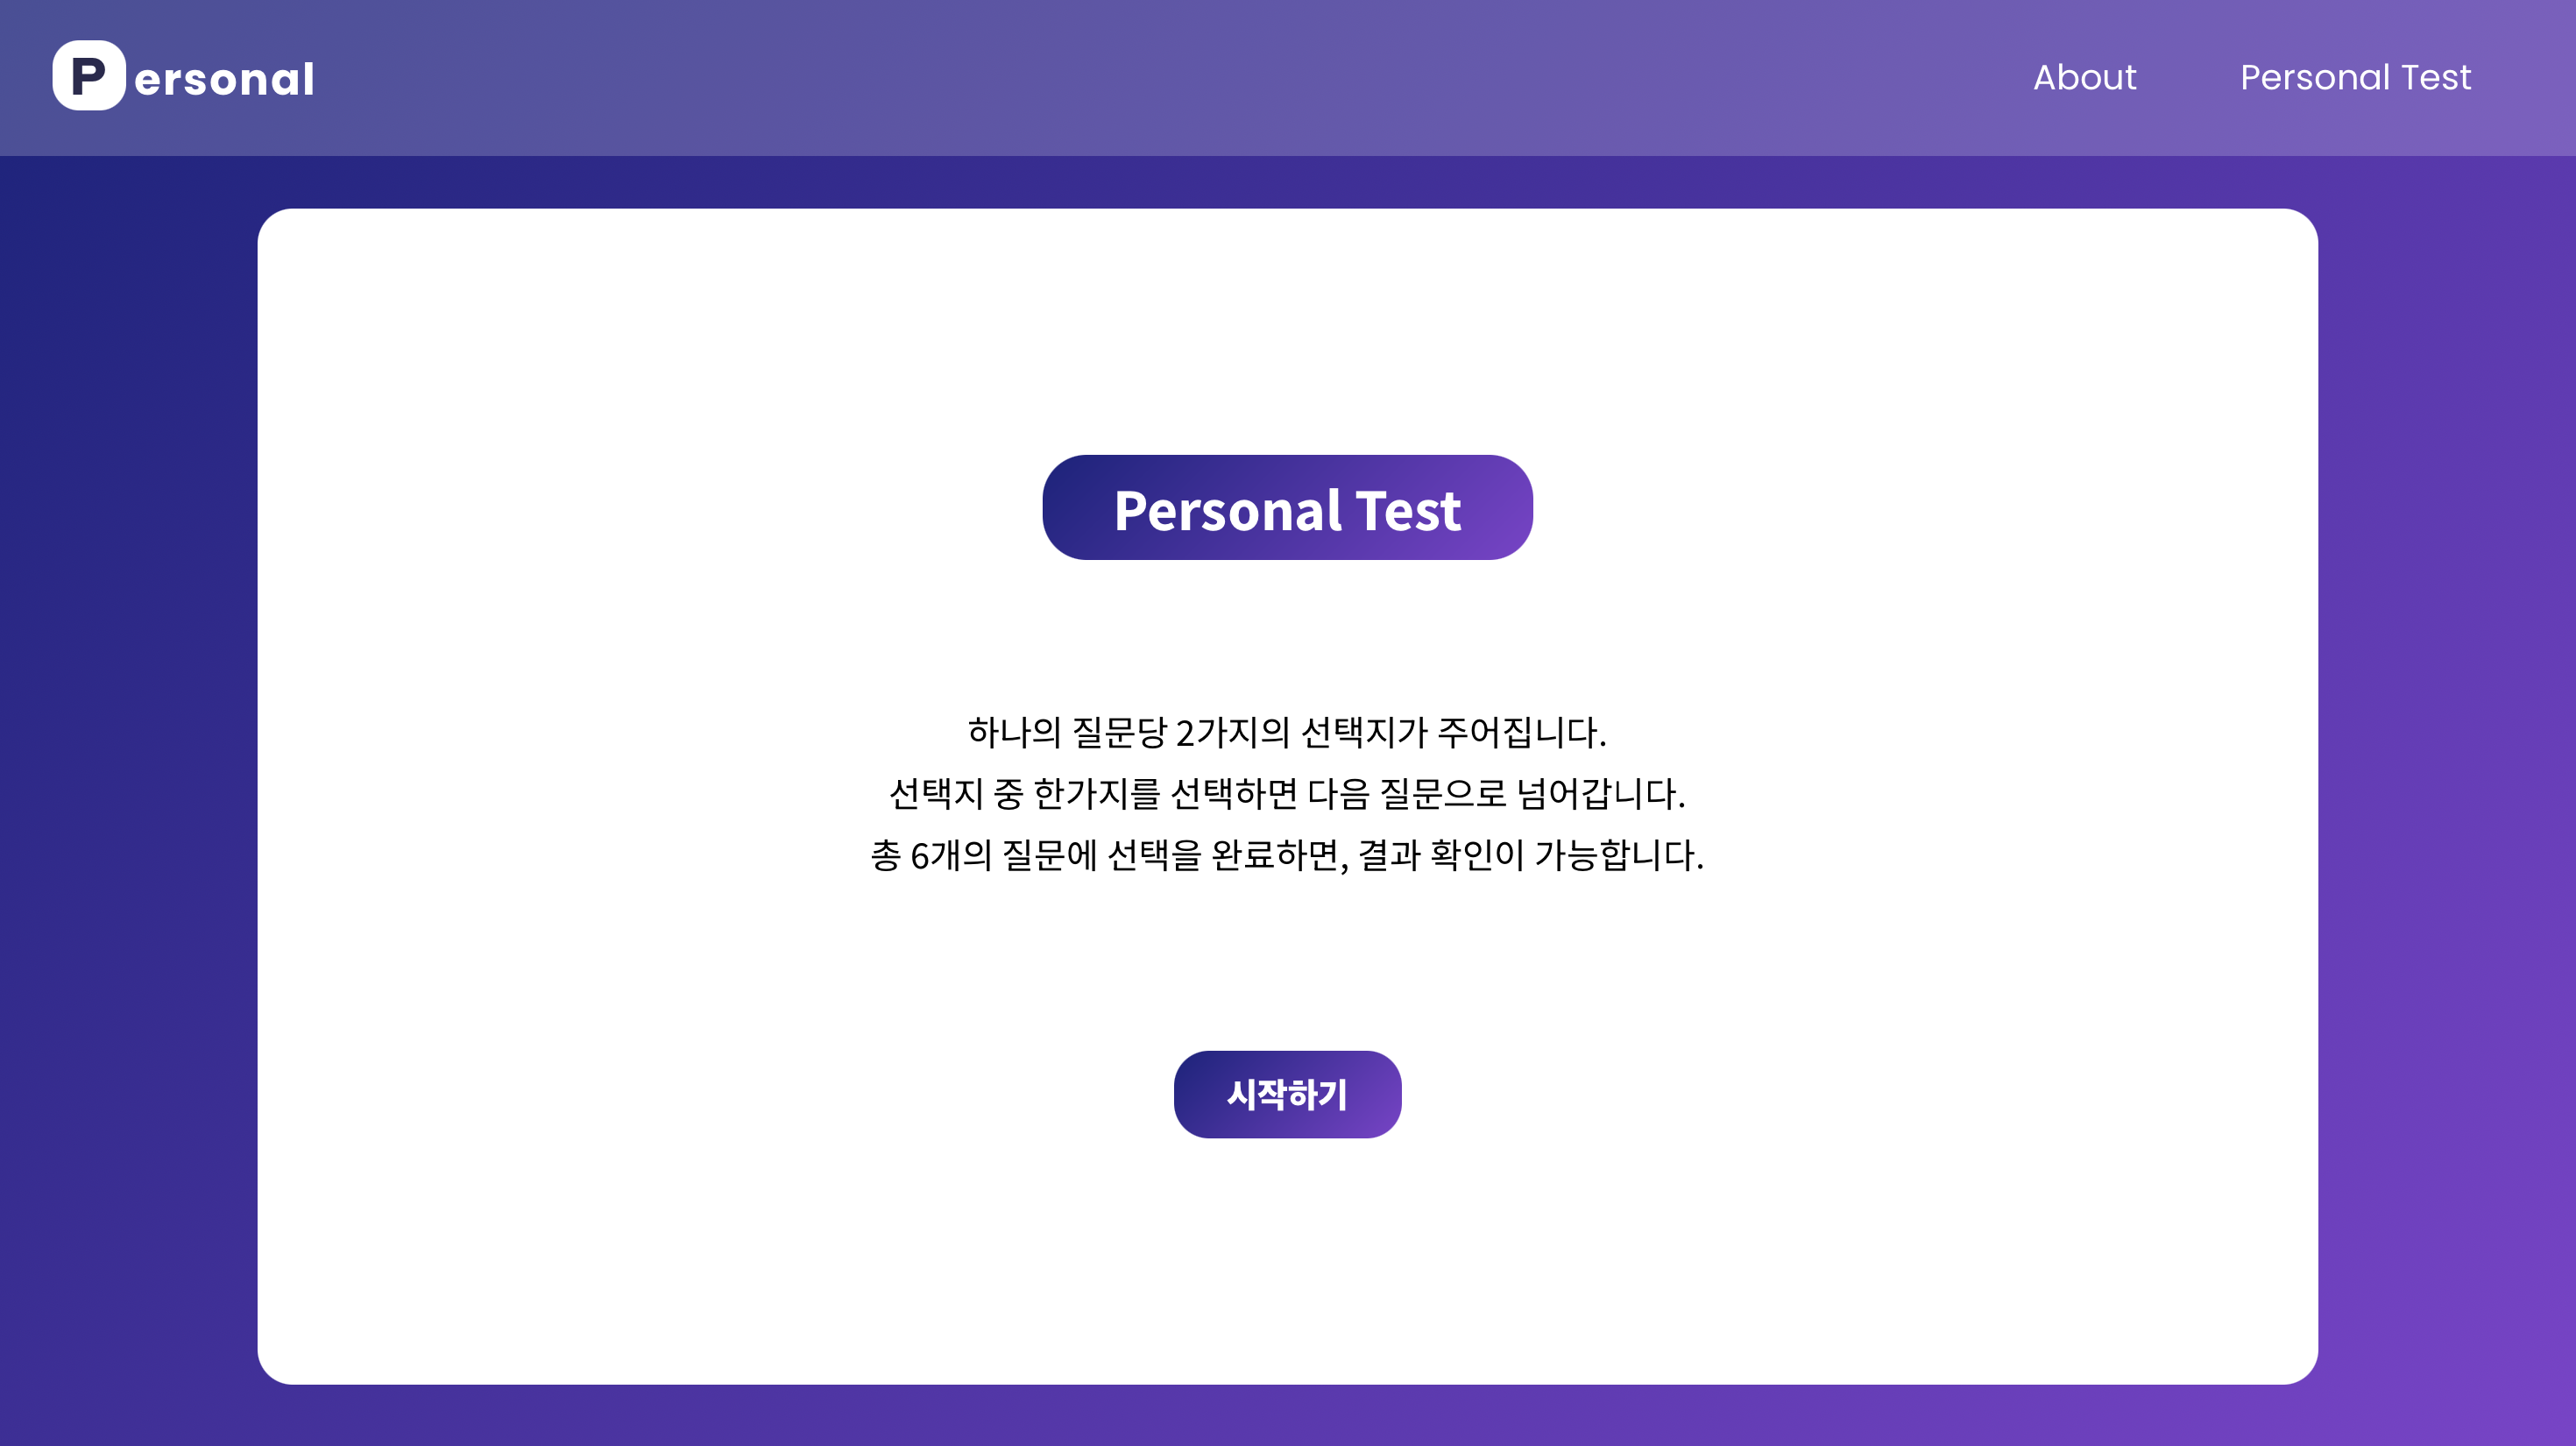 Personal
About
Personal Test
Personal Test
하나의 질문당 2가지의 선택지가 주어집니다.
선택지 중 한가지를 선택하면 다음 질문으로 넘어갑니다.
총 6개의 질문에 선택을 완료하면, 결과 확인이 가능합니다.
시작하기